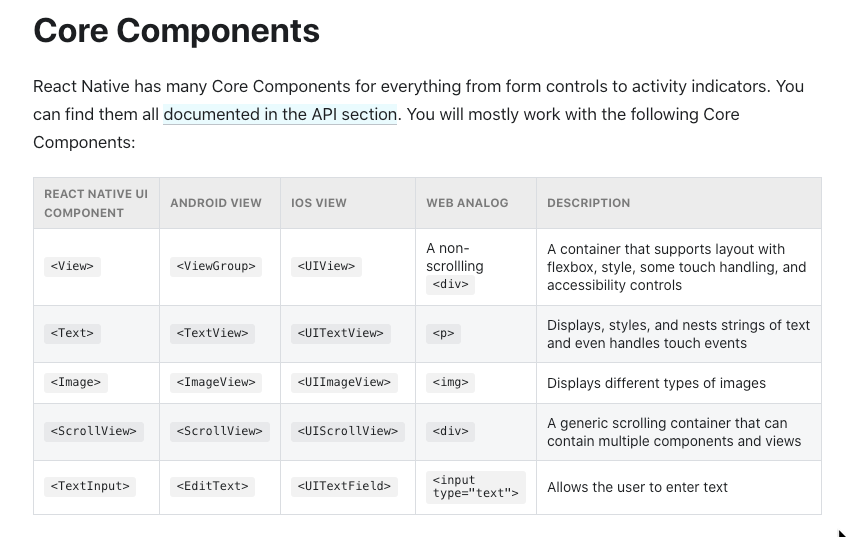 Core Components
React Native has many Core Components for everything from form controls to activity indicators. You
can find them all documented in the API section. You will mostly work with the following Core
Components:
REACT NATIVE UI
COMPONENT
ANDROID VIEW
IOS VIEW
WEB ANALOG
DESCRIPTION
<View>
<ViewGroup>
<UIView>
A non-
scrollling
<div>
A container that supports layout with
flexbox, style, some touch handling, and
accessibility controls
<Text>
<TextView>
<UITextView>
<p>
Displays, styles, and nests strings of text
and even handles touch events
<Image>
<ImageView>
<UIImageView>
<img>
Displays different types of images
<ScrollView>
<ScrollView>
<UIScrollView>
<div>
A generic scrolling container that can
contain multiple components and views
<TextInput>
<EditText>
<UITextField>
<input
type="text">
Allows the user to enter text